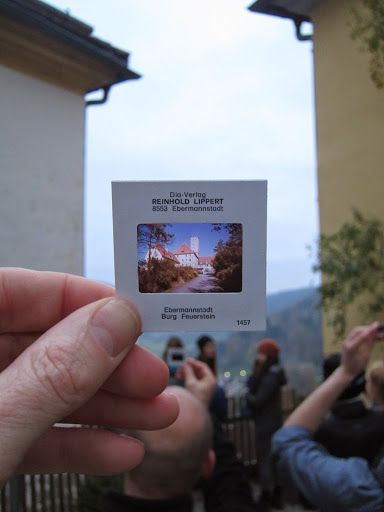 Dia-Verlag
REINHOLD LIPPERT
8553 Ebermannstadt
Ebermannstadt
Burg Feuerstein
1457